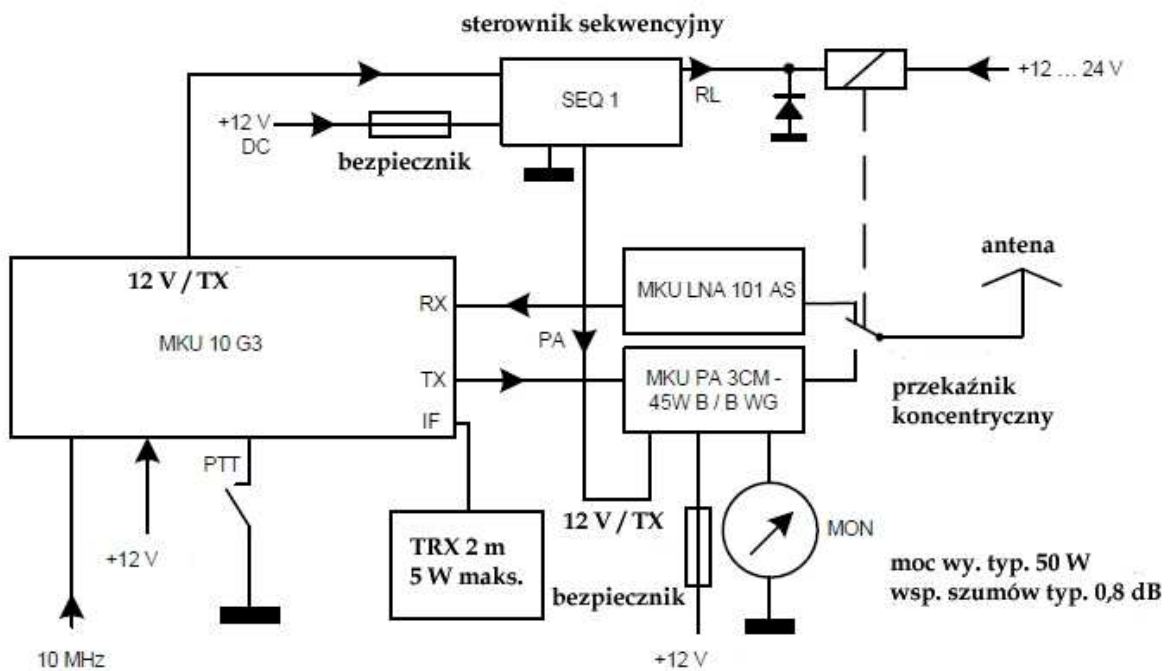 sterownik sekwencyjny
SEQ 1
RL
+12 ... 24 V
+12 V
DC
bezpiecznik
12 V / TX
MKU 10 G3
RX
TX
IF
PA
MKU LNA 101 AS
MKU PA 3CM -
45W B / B WG
antena
przekaźnik
koncentryczny
PTT
+12 V
10 MHz
TRX 2 m
5 W maks.
12 V / TX
bezpiecznik
+12 V
MON
moc wy. typ. 50 W
wsp. szumów typ. 0,8 dB